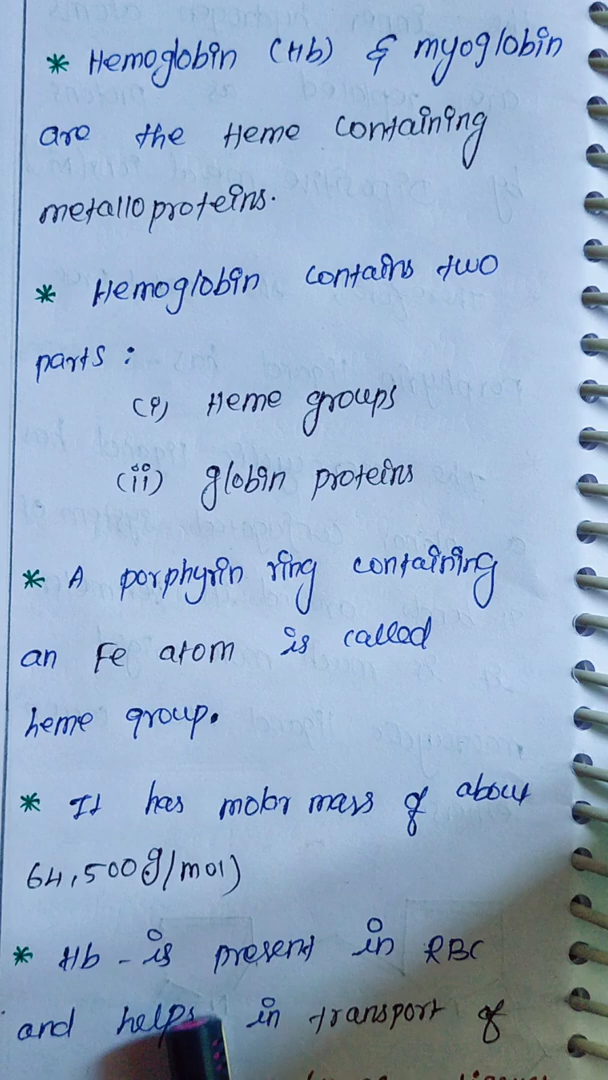 * Hemoglobin (Hb) & myoglobin
are the Heme containing
metallo proteins.
* Hemoglobin contains two
parts :
(i) Heme groups
(ii) globin proteins
* A porphyrin ring containing
an Fe atom is called
heme group.
* It has molar mass of about
64,500g/mol)
* Hb - is present in RBC
and helps in transport of